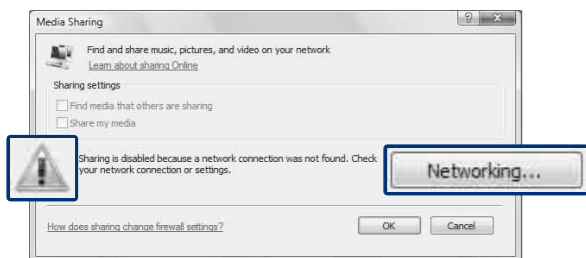 Media Sharing
Find and share music, pictures, and video on your network
Learn about sharing Online
Sharing settings
Find media that others are sharing
Share my media
Sharing is disabled because a network connection was not found. Check
your network connection or settings.
Networking...
How does sharing change firewall settings?
OK Cancel